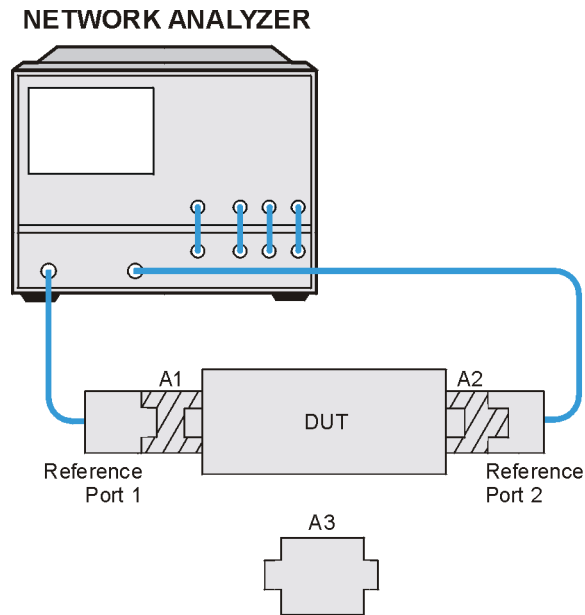 NETWORK ANALYZER
A1
A2
DUT
Reference
Port 1
Reference
Port 2
A3